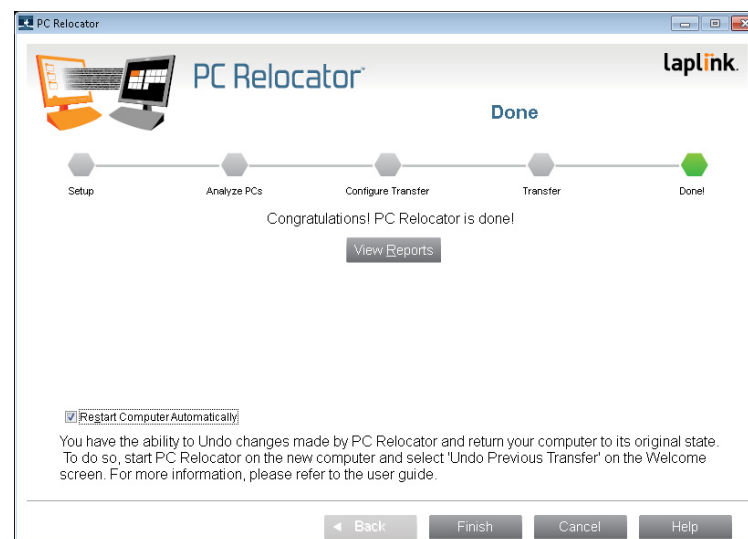 PC Relocator
PC Relocator™
laplink.
Done
Setup
Analyze PCs
Configure Transfer
Transfer
Done!
Congratulations! PC Relocator is done!
View Reports
Restart Computer Automatically
You have the ability to Undo changes made by PC Relocator and return your computer to its original state.
To do so, start PC Relocator on the new computer and select 'Undo Previous Transfer' on the Welcome
screen. For more information, please refer to the user guide.
Back
Finish
Cancel
Help